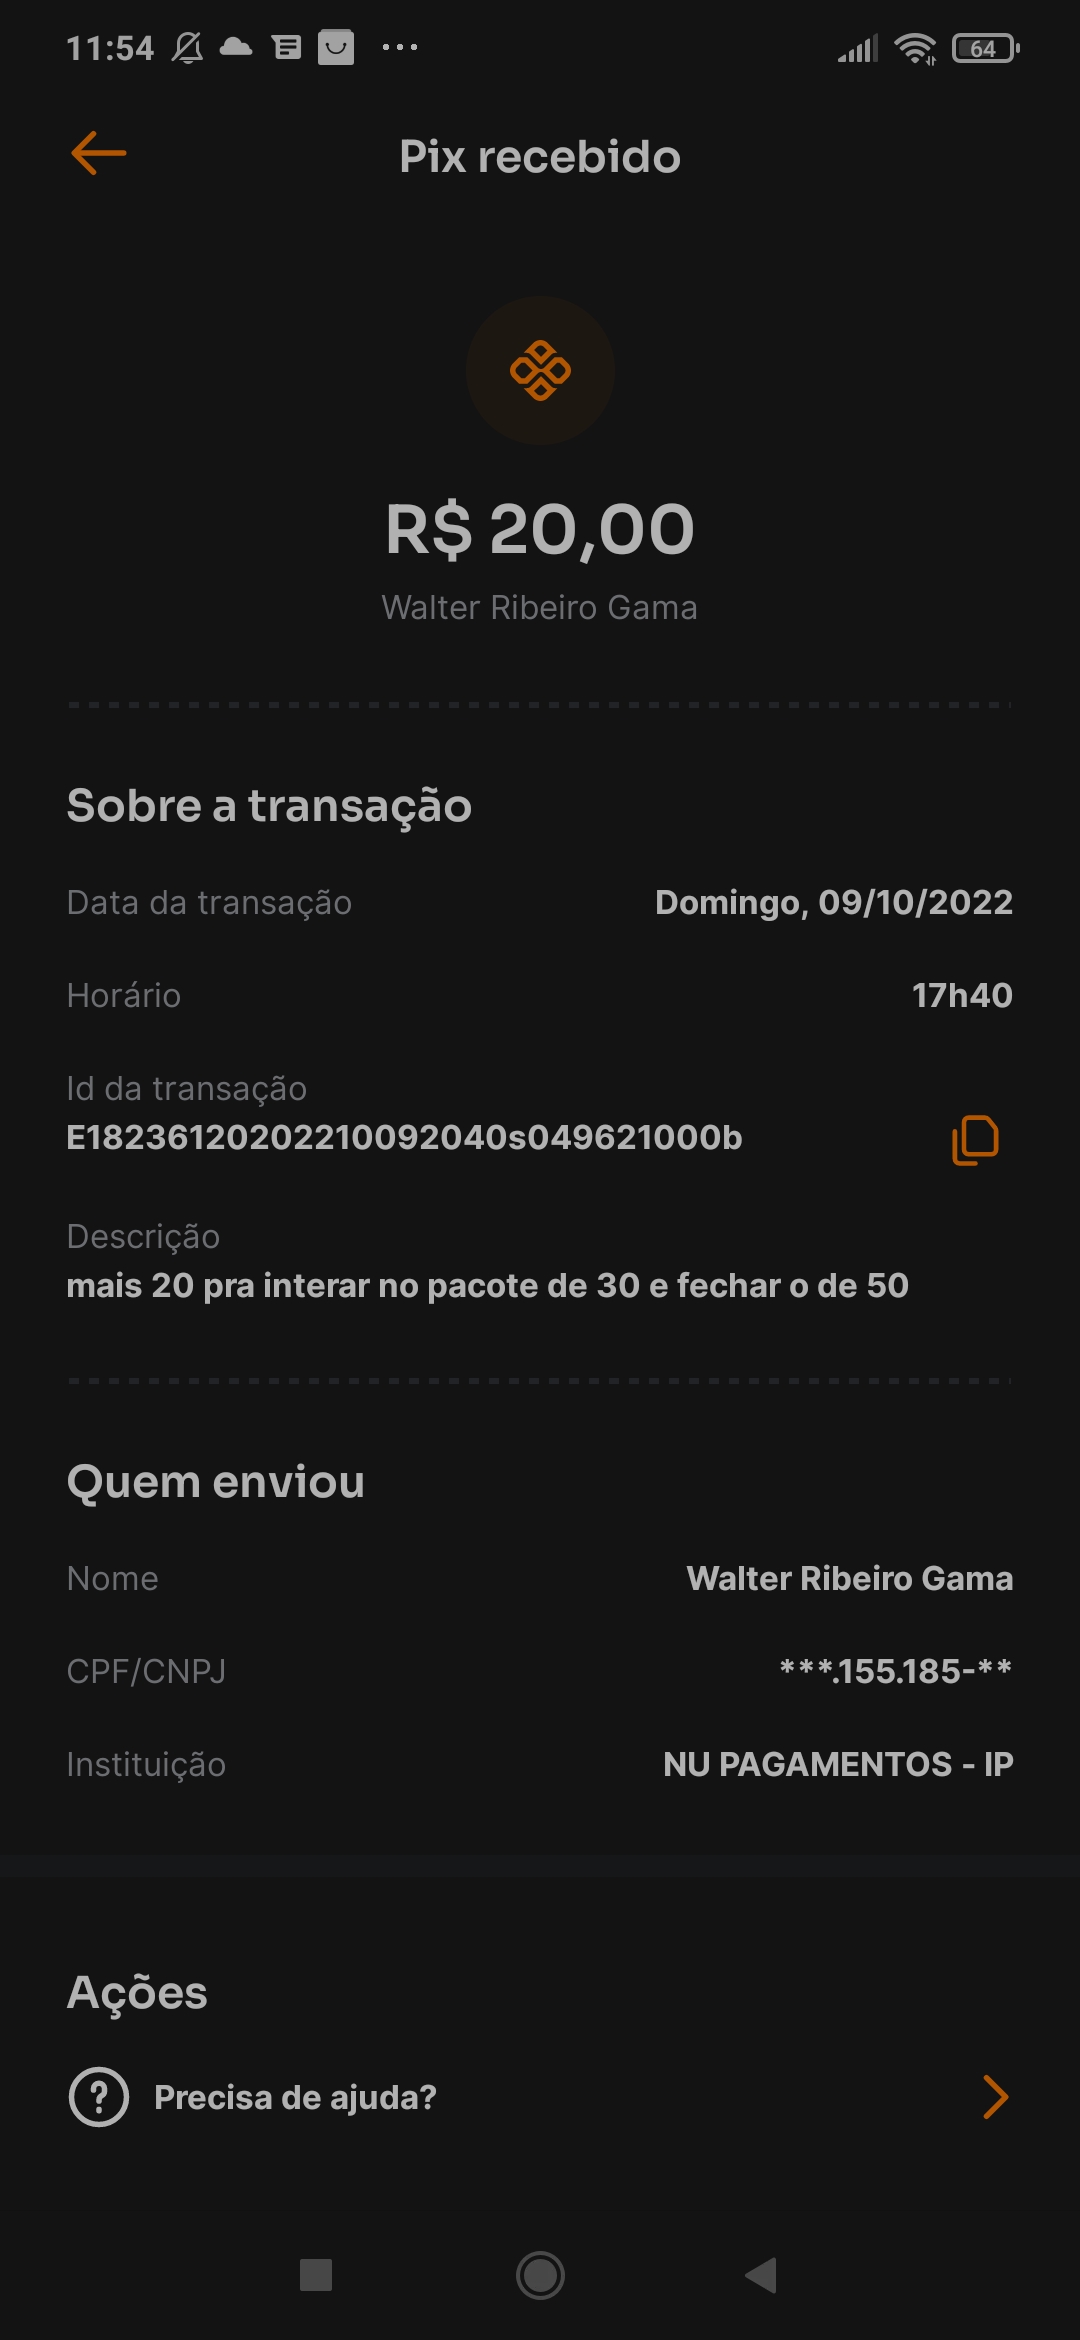 11:54
64
Pix recebido
R$ 20,00
Walter Ribeiro Gama
Sobre a transação
Data da transação Domingo, 09/10/2022
Horário 17h40
Id da transação
E18236120202210092040s049621000b
Descrição
mais 20 pra interar no pacote de 30 e fechar o de 50
Quem enviou
Nome Walter Ribeiro Gama
CPF/CNPJ ***.155.185-**
Instituição NU PAGAMENTOS - IP
Ações
Precisa de ajuda?